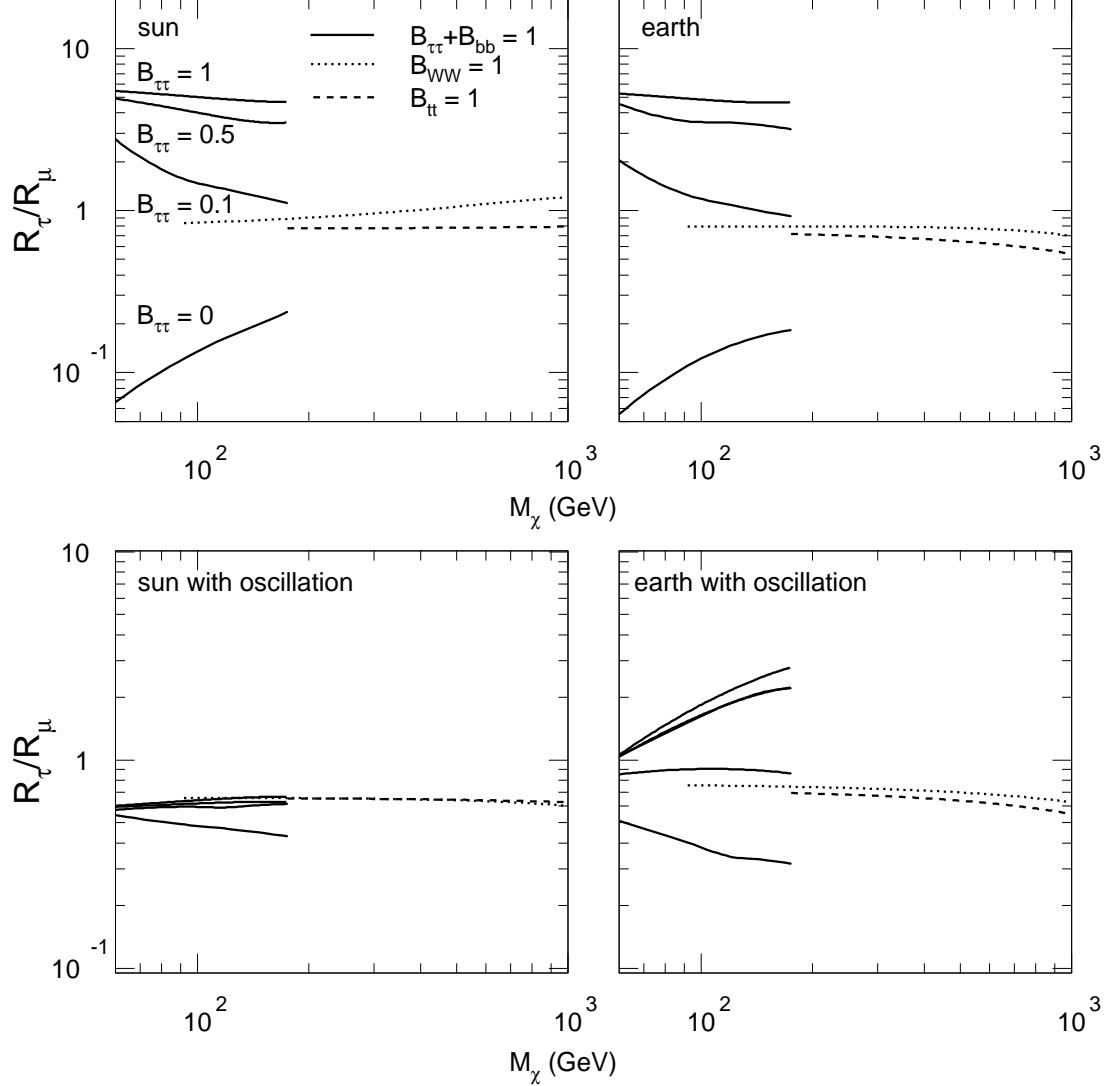 sun
B_ττ+B_bb = 1
B_WW = 1
B_tt = 1
B_ττ = 1
B_ττ = 0.5
B_ττ = 0.1
B_ττ = 0
10
1
10^-1
R_τ/R_μ
10^2
10^3
earth
10^2
10^3
M_χ (GeV)
sun with oscillation
10
1
10^-1
R_τ/R_μ
10^2
10^3
earth with oscillation
10^2
10^3
M_χ (GeV)